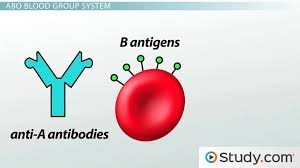 ABO BLOOD GROUP SYSTEM
B antigens
anti-A antibodies
Study.com